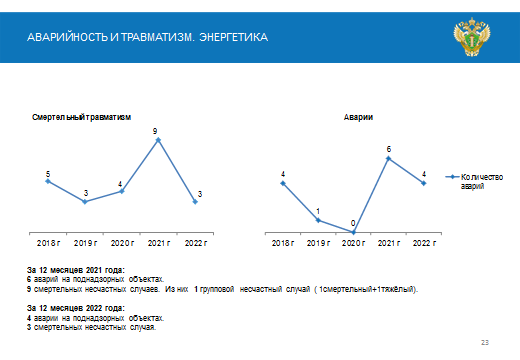 АВАРИЙНОСТЬ И ТРАВМАТИЗМ. ЭНЕРГЕТИКА
Смертельный травматизм
5
3
4
9
3
2018 г
2019 г
2020 г
2021 г
2022 г
Аварии
4
1
0
6
4
2018 г
2019 г
2020 г
2021 г
2022 г
Количество
аварий
За 12 месяцев 2021 года:
6 аварий на поднадзорных объектах.
9 смертельных несчастных случаев. Из них 1 групповой несчастный случай ( 1смертельный+1тяжёлый).
За 12 месяцев 2022 года:
4 аварии на поднадзорных объектах.
3 смертельных несчастных случая.
23